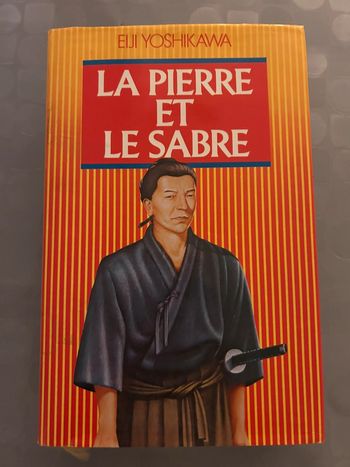 EIJI YOSHIKAWA
LA PIERRE
ET
LE SABRE